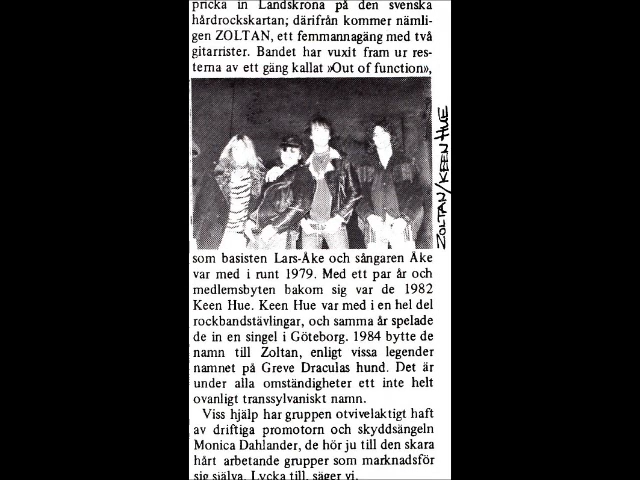 pricka in Landskrona på den svenska
hårdrockskartan; därifrån kommer nämli-
gen ZOLTAN, ett femmannagäng med två
gitarrister. Bandet har vuxit fram ur res-
terna av ett gäng kallat »Out of function»,
ZOLTAN/KEEN HUE
som basisten Lars-Åke och sångaren Åke
var med i runt 1979. Med ett par år och
medlemsbyten bakom sig var de 1982
Keen Hue. Keen Hue var med i en hel del
rockbandstävlingar, och samma år spelade
de in en singel i Göteborg. 1984 bytte de
namn till Zoltan, enligt vissa legender
namnet på Greve Draculas hund. Det är
under alla omständigheter ett inte helt
ovanligt transsylvaniskt namn.
Viss hjälp har gruppen otvivelaktigt haft
av driftiga promotorn och skyddsängeln
Monica Dahlander, de hör ju till den skara
hårt arbetande grupper som marknadsför
sig själva. Lycka till, säger vi.